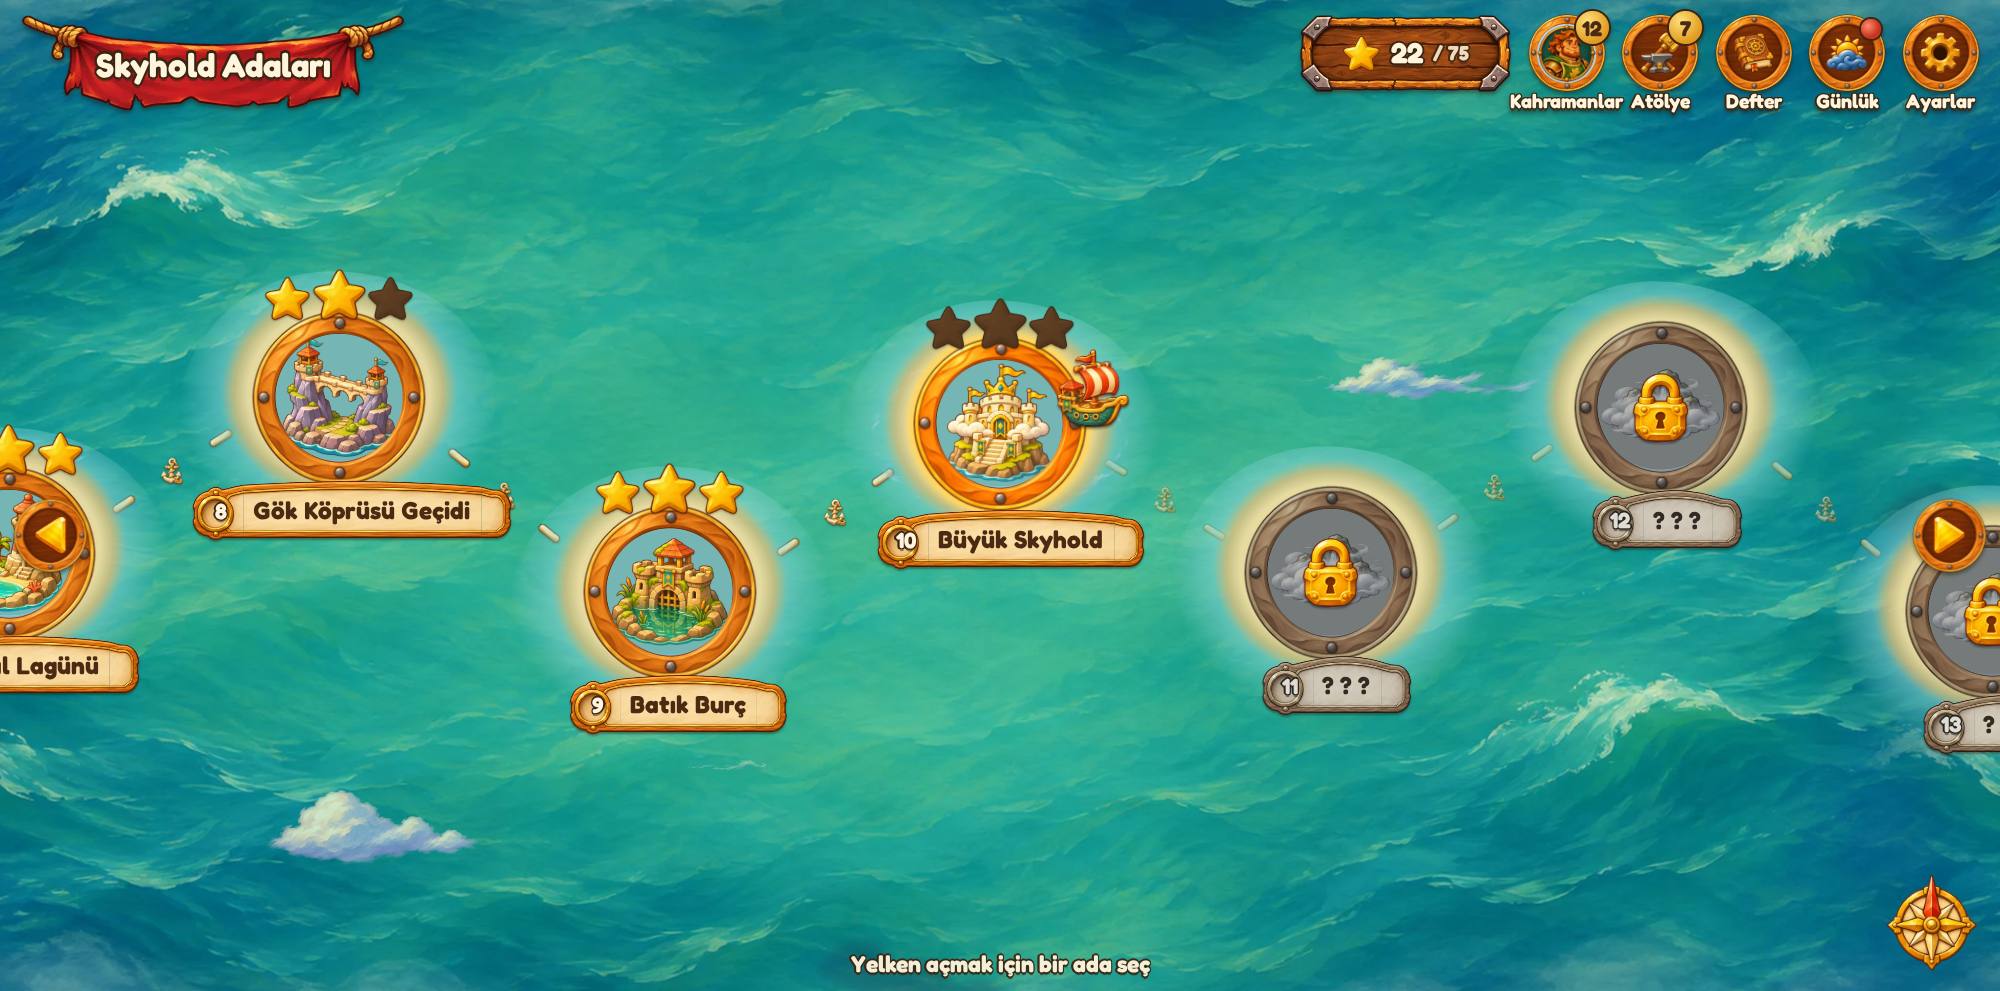 Skyhold Adaları
22 / 75
12
7
Kahramanlar
Atölye
Defter
Günlük
Ayarlar
8 Gök Köprüsü Geçidi
Lagünü
9 Batık Burç
10 Büyük Skyhold
11 ???
12 ???
13 ?
Yelken açmak için bir ada seç